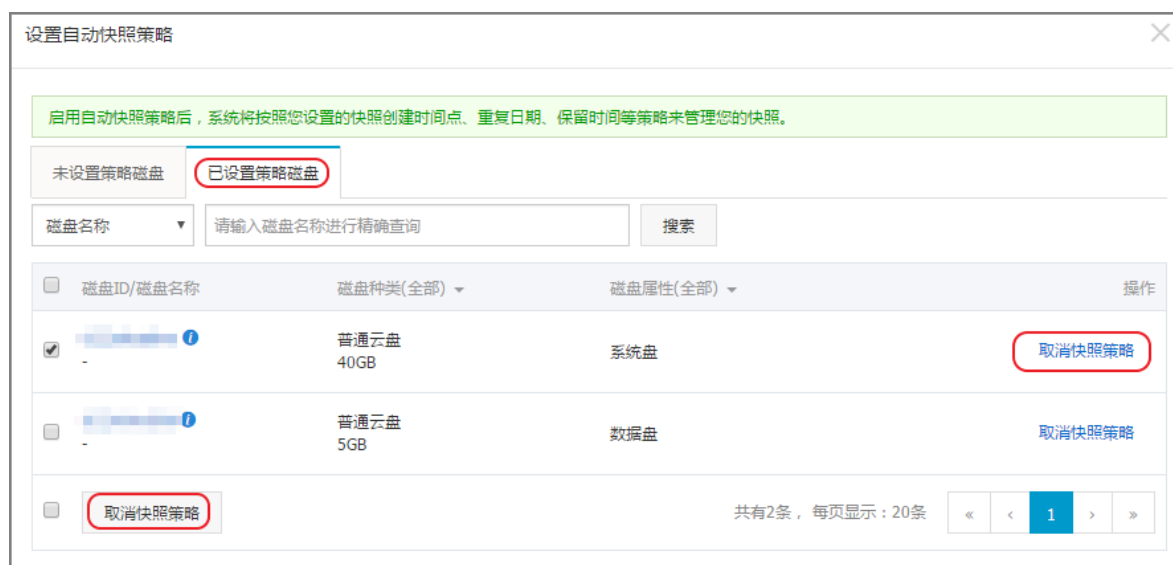 设置自动快照策略
启用自动快照策略后，系统将按照您设置的快照创建时间点、重复日期、保留时间等策略来管理您的快照。
未设置策略磁盘 已设置策略磁盘
磁盘名称 请输入磁盘名称进行精确查询 搜索
磁盘ID/磁盘名称 磁盘种类(全部) 磁盘属性(全部) 操作
普通云盘
- 40GB 系统盘 取消快照策略
普通云盘
- 5GB 数据盘 取消快照策略
取消快照策略 共有2条，每页显示：20条 « ‹ 1 › »